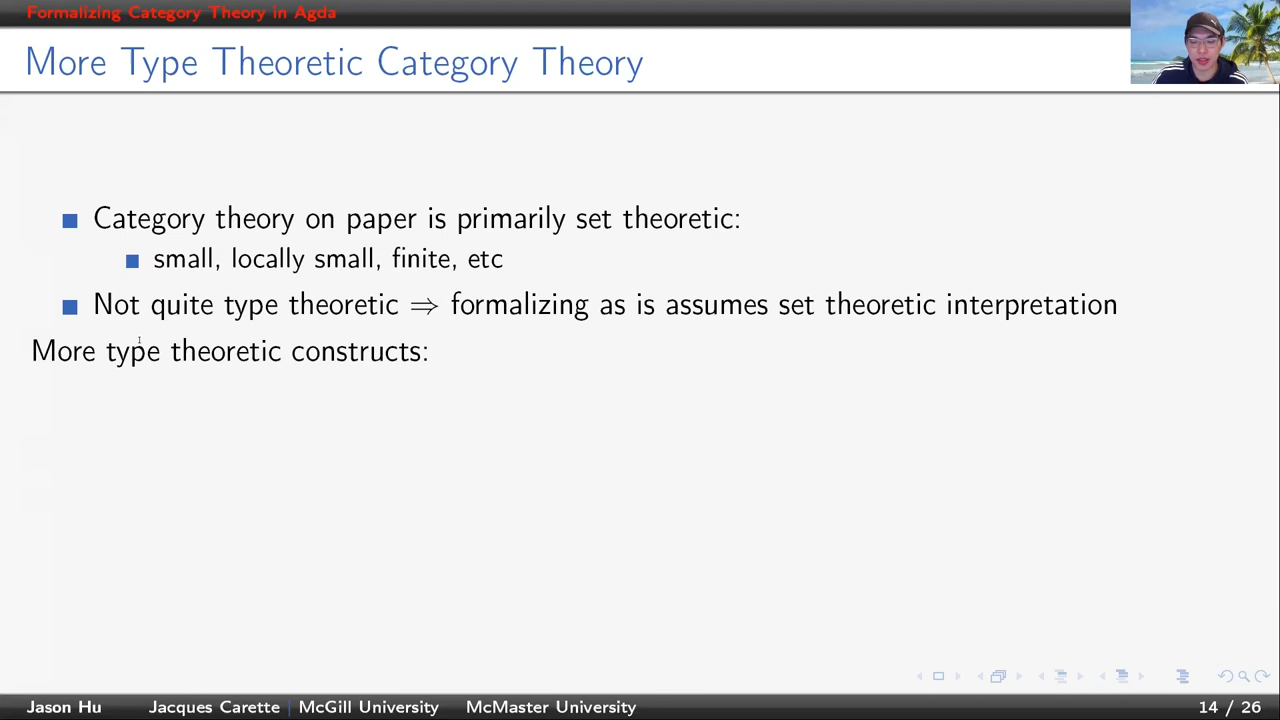 Formalizing Category Theory in Agda
More Type Theoretic Category Theory
Category theory on paper is primarily set theoretic:
small, locally small, finite, etc
Not quite type theoretic ⇒ formalizing as is assumes set theoretic interpretation
More type theoretic constructs:
Jason Hu Jacques Carette | McGill University McMaster University 14 / 26